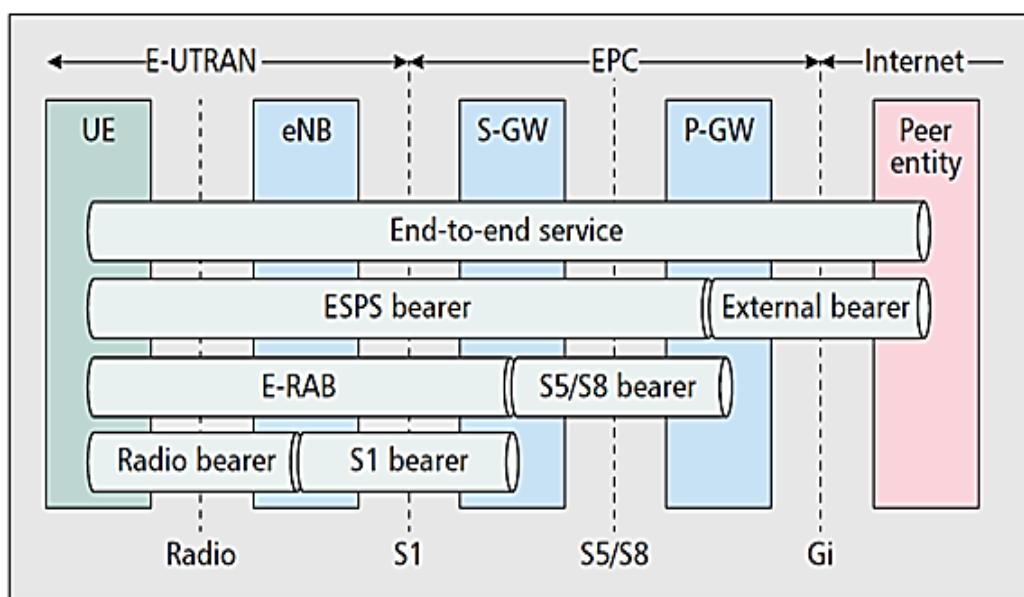 E-UTRAN EPC Internet
UE eNB S-GW P-GW Peer
entity
End-to-end service
ESPS bearer External bearer
E-RAB S5/S8 bearer
Radio bearer S1 bearer
Radio S1 S5/S8 Gi